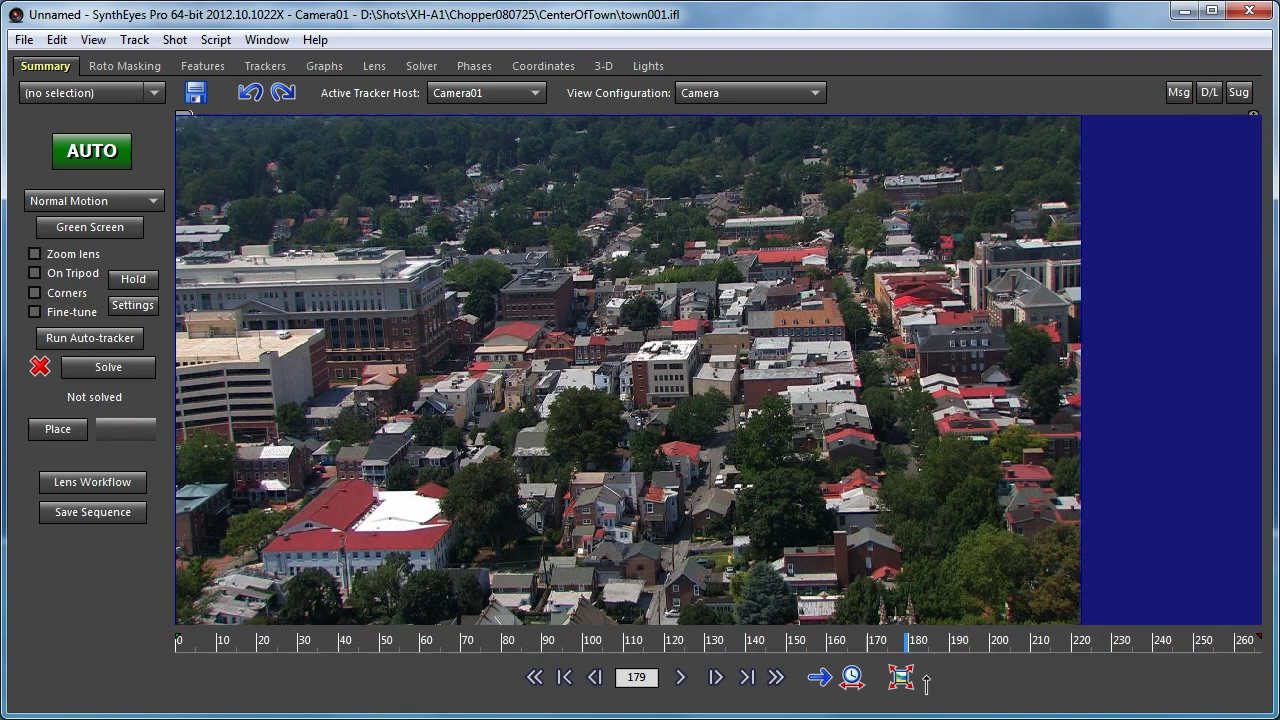 Unnamed - SynthEyes Pro 64-bit 2012.10.1022X - Camera01 - D:\Shots\XH-A1\Chopper080725\CenterOfTown\town001.ifl
File Edit View Track Shot Script Window Help
Summary Roto Masking Features Trackers Graphs Lens Solver Phases Coordinates 3-D Lights
(no selection) Active Tracker Host: Camera01 View Configuration: Camera Msg D/L Sug
AUTO
Normal Motion
Green Screen
Zoom lens
On Tripod
Hold
Corners
Settings
Fine-tune
Run Auto-tracker
Solve
Not solved
Place
Lens Workflow
Save Sequence
0 10 20 30 40 50 60 70 80 90 100 110 120 130 140 150 160 170 180 190 200 210 220 230 240 250 260
179